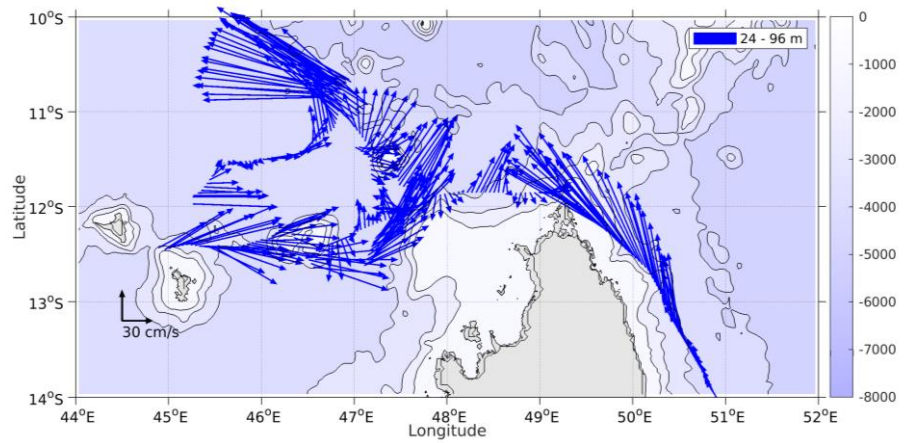 10°S
11°S
12°S
13°S
14°S
Latitude
44°E
45°E
46°E
47°E
48°E
49°E
50°E
51°E
52°E
Longitude
30 cm/s
24 - 96 m
0
-1000
-2000
-3000
-4000
-5000
-6000
-7000
-8000